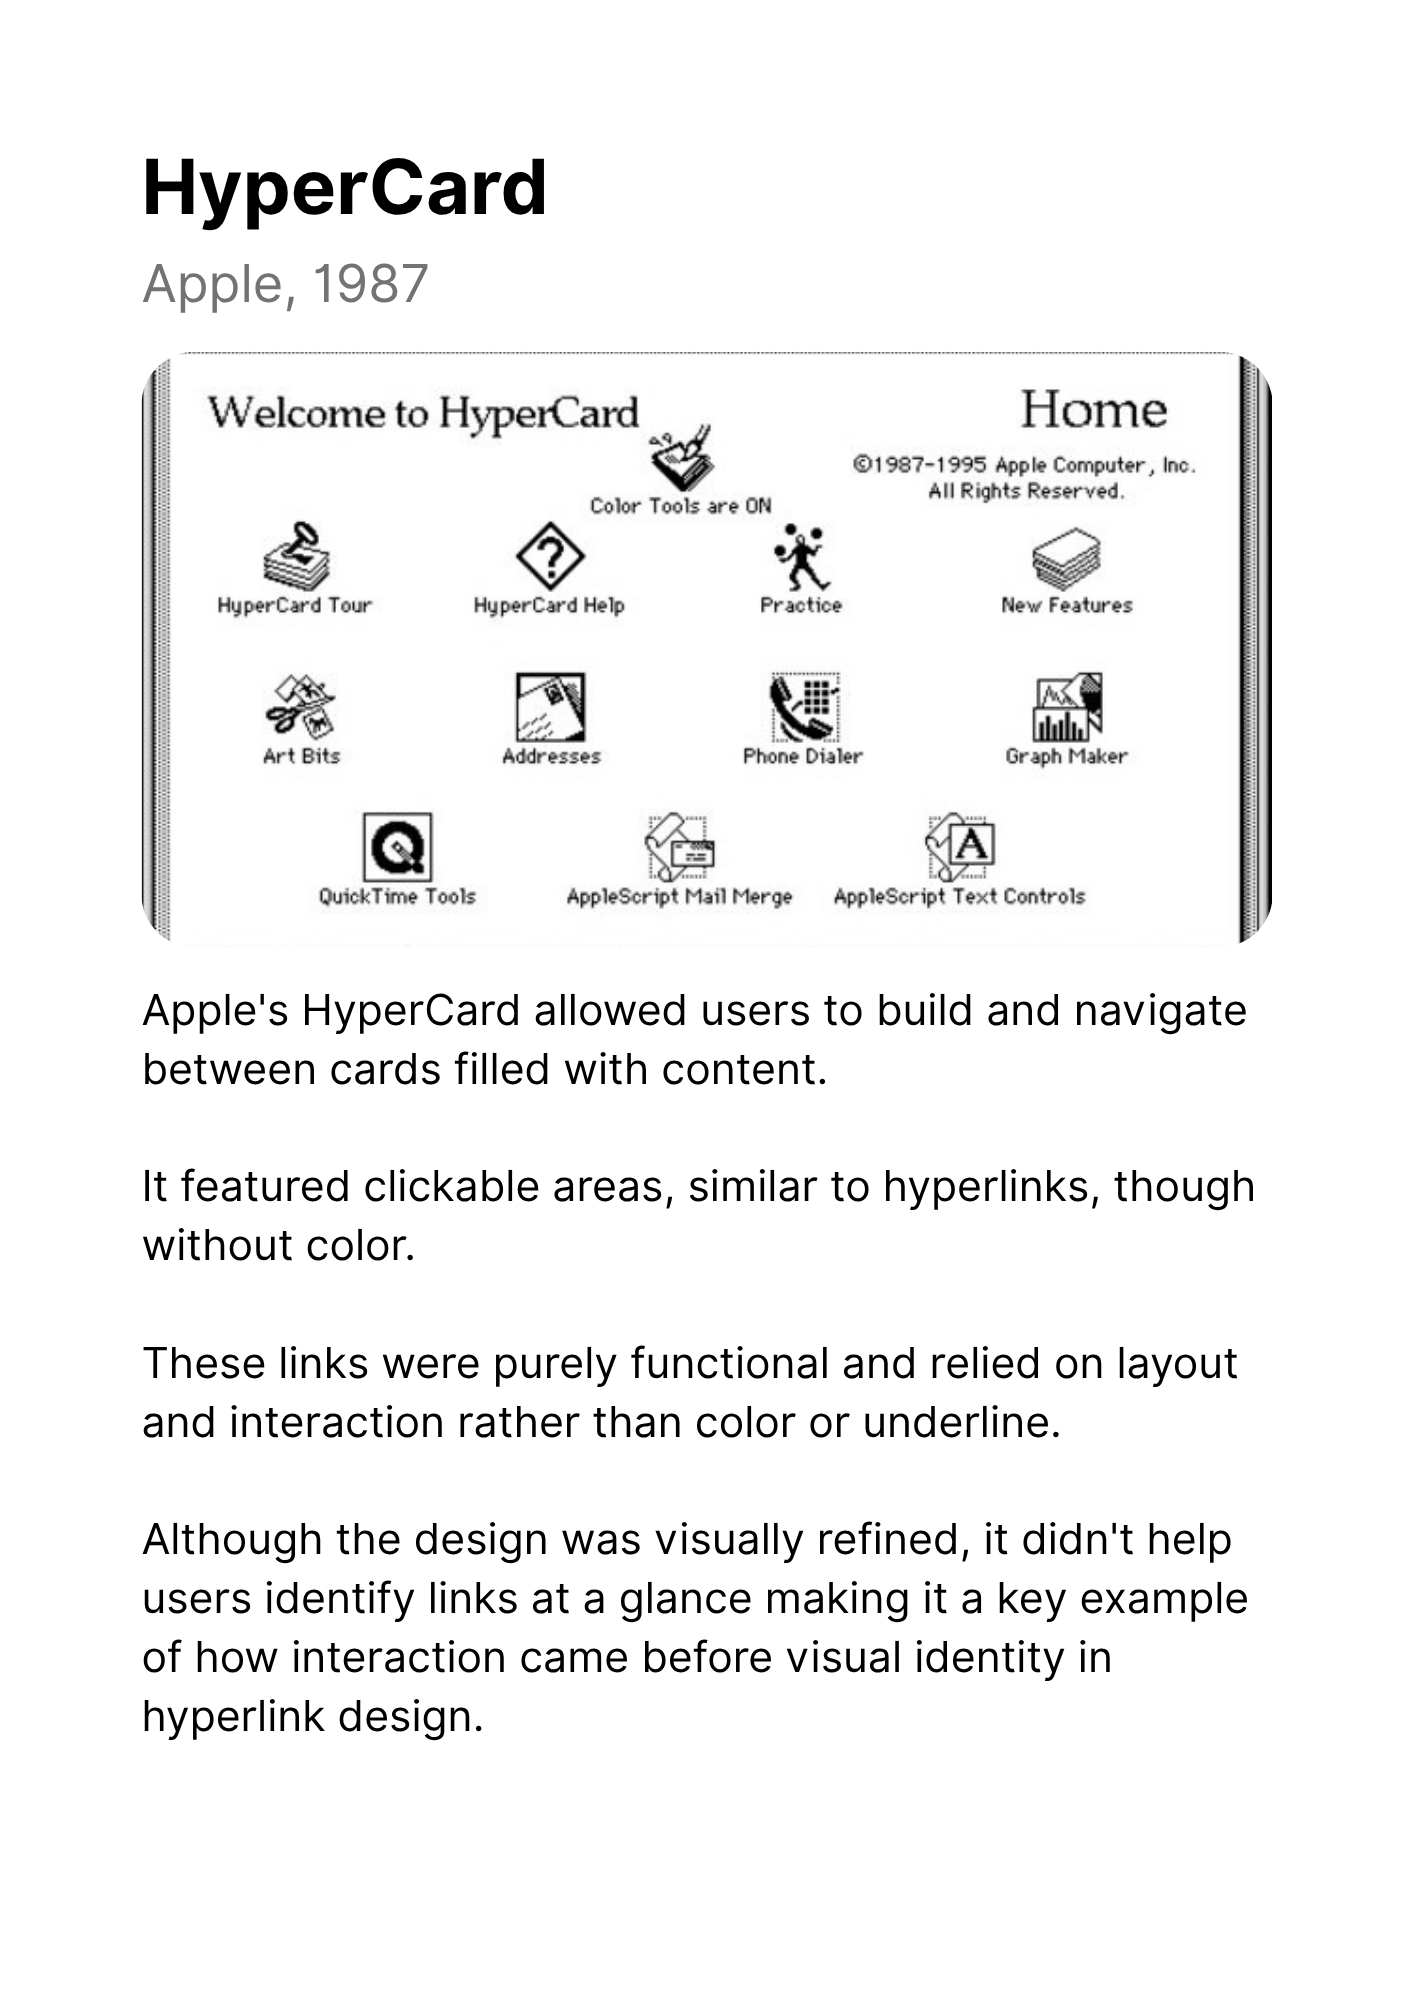 HyperCard
Apple, 1987
Welcome to HyperCard
Home
©1987-1995 Apple Computer, Inc.
All Rights Reserved.
Color Tools are ON
HyperCard Tour
HyperCard Help
Practice
New Features
Art Bits
Addresses
Phone Dialer
Graph Maker
QuickTime Tools
AppleScript Mail Merge
AppleScript Text Controls
Apple's HyperCard allowed users to build and navigate
between cards filled with content.
It featured clickable areas, similar to hyperlinks, though
without color.
These links were purely functional and relied on layout
and interaction rather than color or underline.
Although the design was visually refined, it didn't help
users identify links at a glance making it a key example
of how interaction came before visual identity in
hyperlink design.